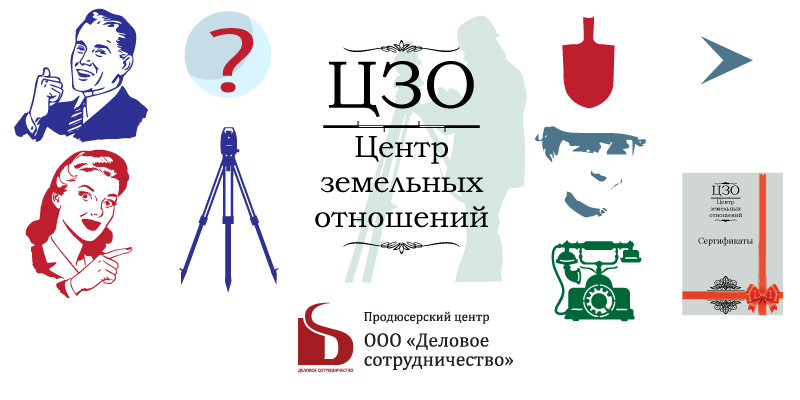 ?
ЦЗО
Центр
земельных
отношений
ЦЗО
Центр
земельных
отношений
Сертификаты
Продюсерский центр
ООО «Деловое
сотрудничество»
ДЕЛОВОЕ СОТРУДНИЧЕСТВО